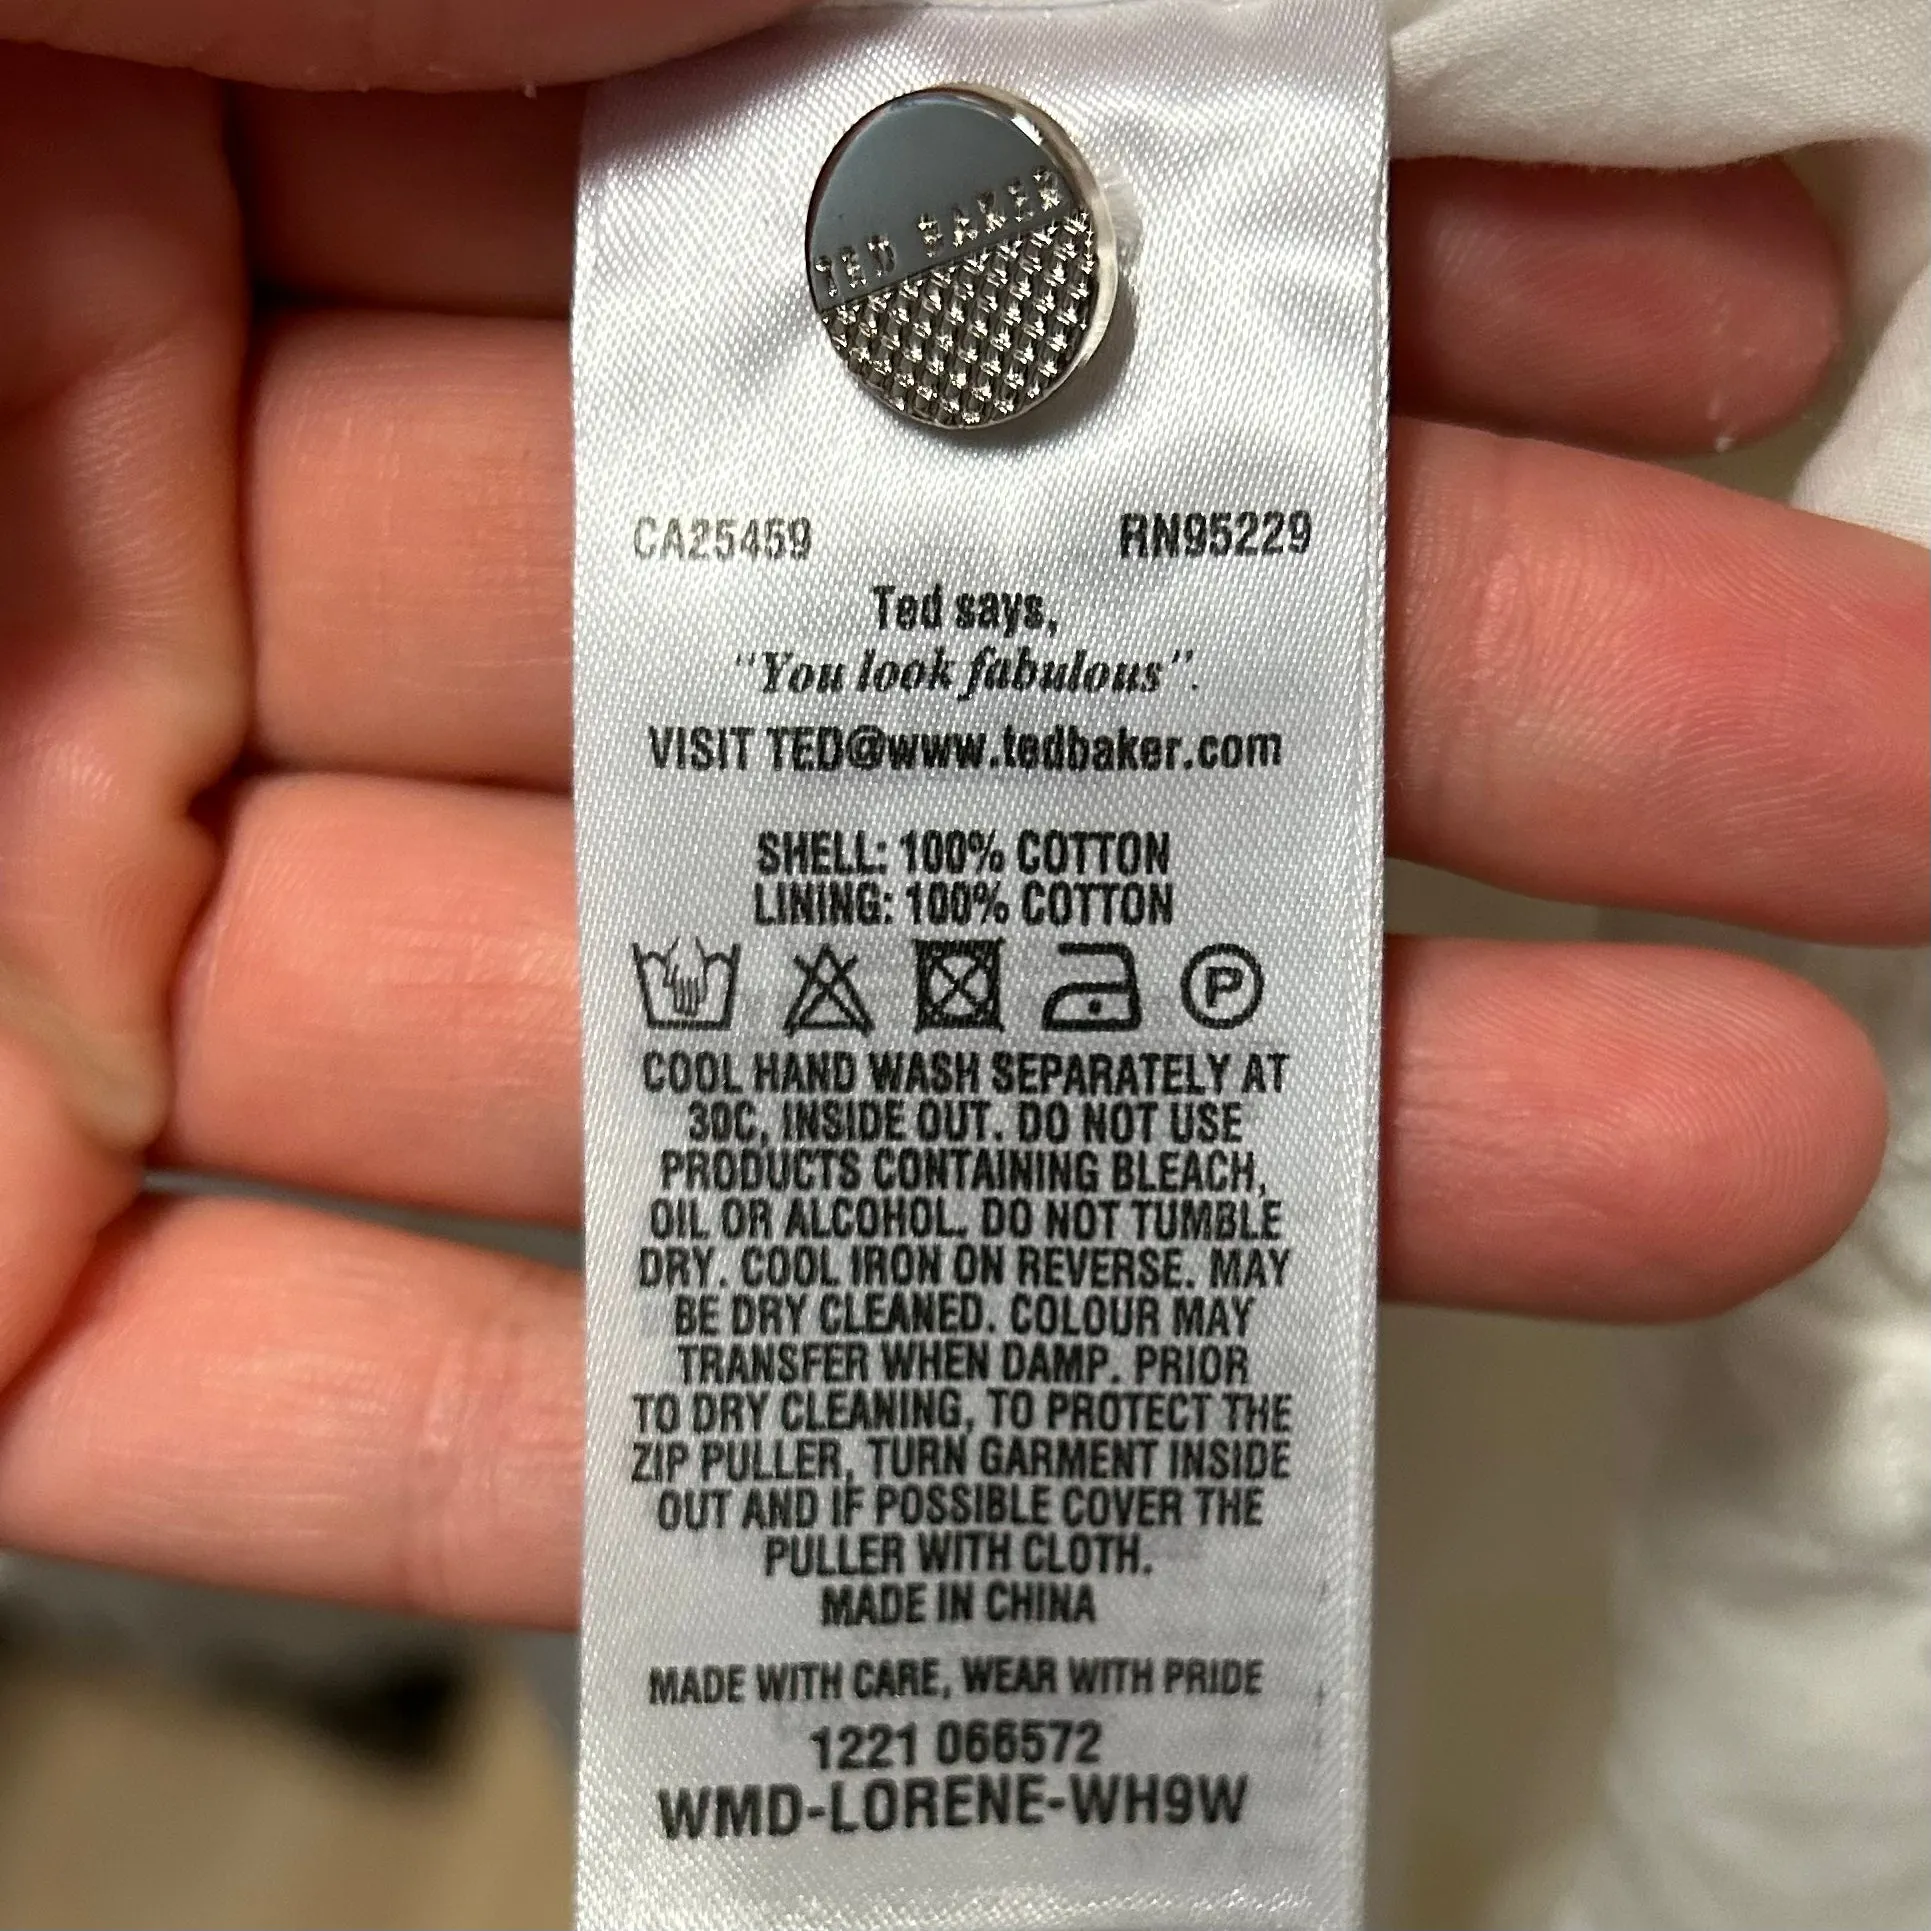 TED BAKER
CA25459 RN95229
Ted says,
"You look fabulous".
VISIT TED@www.tedbaker.com
SHELL: 100% COTTON
LINING: 100% COTTON
P
COOL HAND WASH SEPARATELY AT
30C, INSIDE OUT. DO NOT USE
PRODUCTS CONTAINING BLEACH,
OIL OR ALCOHOL. DO NOT TUMBLE
DRY. COOL IRON ON REVERSE. MAY
BE DRY CLEANED. COLOUR MAY
TRANSFER WHEN DAMP. PRIOR
TO DRY CLEANING, TO PROTECT THE
ZIP PULLER, TURN GARMENT INSIDE
OUT AND IF POSSIBLE COVER THE
PULLER WITH CLOTH.
MADE IN CHINA
MADE WITH CARE, WEAR WITH PRIDE
1221 066572
WMD-LORENE-WH9W